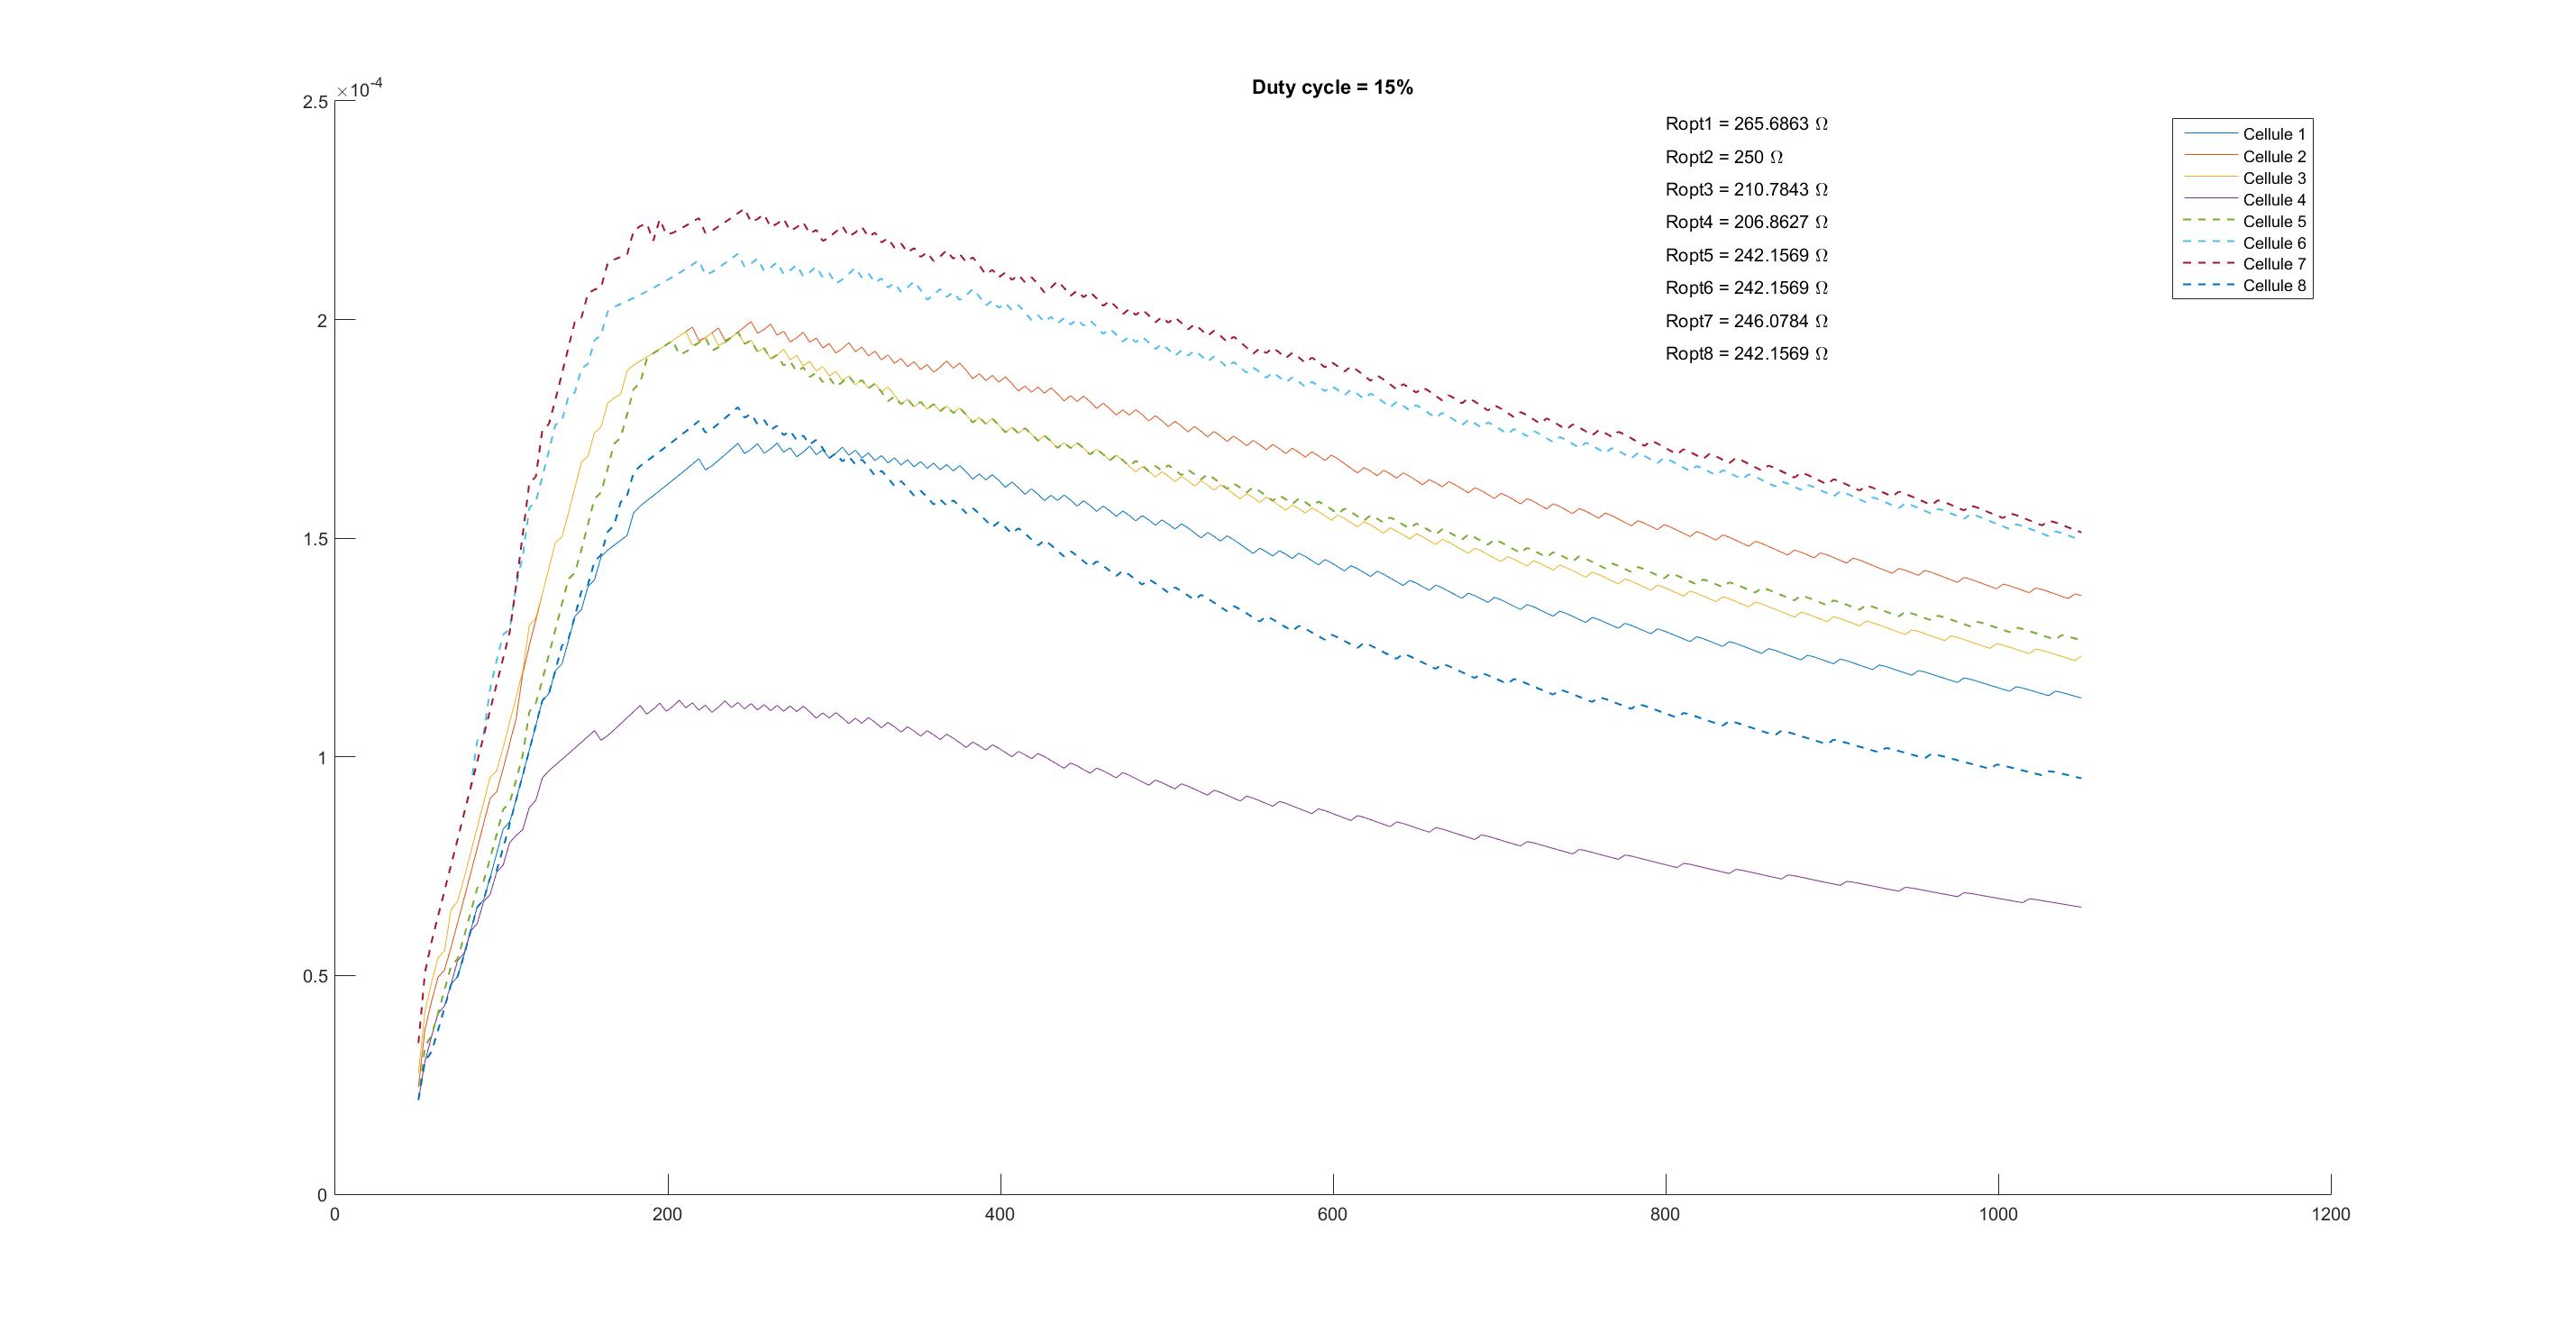 Duty cycle = 15%
×10-4
2.5
2
1.5
1
0.5
0
0
200
400
600
800
1000
1200
Ropt1 = 265.6863 Ω
Ropt2 = 250 Ω
Ropt3 = 210.7843 Ω
Ropt4 = 206.8627 Ω
Ropt5 = 242.1569 Ω
Ropt6 = 242.1569 Ω
Ropt7 = 246.0784 Ω
Ropt8 = 242.1569 Ω
Cellule 1
Cellule 2
Cellule 3
Cellule 4
Cellule 5
Cellule 6
Cellule 7
Cellule 8